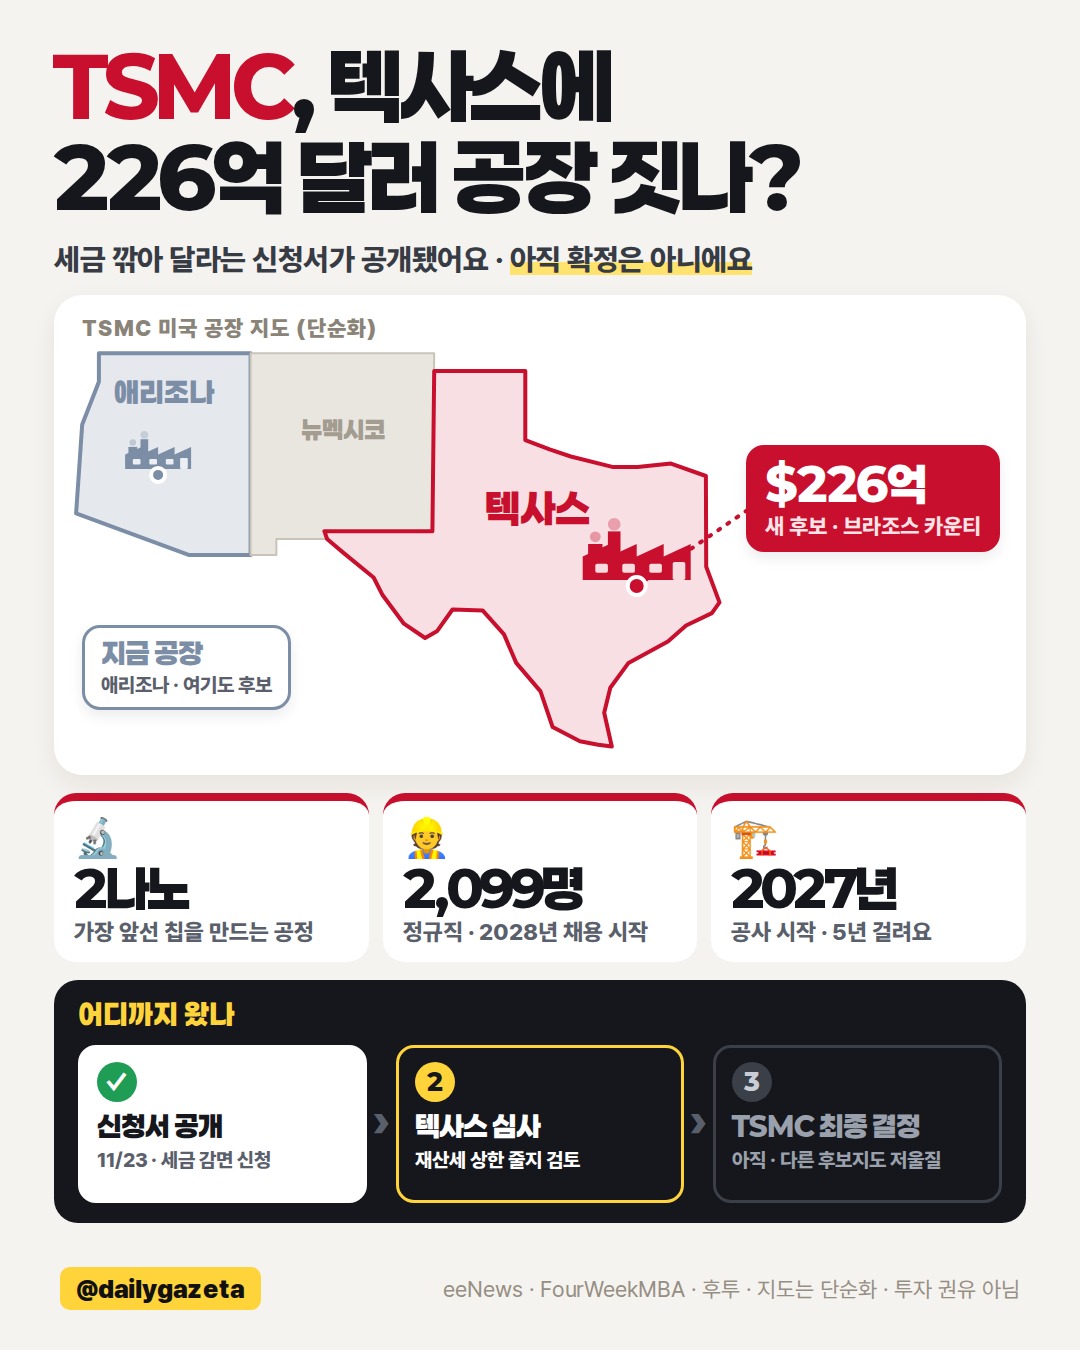 TSMC, 텍사스에
226억 달러 공장 짓나?
세금 깎아 달라는 신청서가 공개됐어요 · 아직 확정은 아니에요
TSMC 미국 공장 지도 (단순화)
애리조나
뉴멕시코
텍사스
$226억
새 후보 · 브라조스 카운티
지금 공장
애리조나 · 여기도 후보
2나노
가장 앞선 칩을 만드는 공정
2,099명
정규직 · 2028년 채용 시작
2027년
공사 시작 · 5년 걸려요
어디까지 왔나
신청서 공개
11/23 · 세금 감면 신청
2
텍사스 심사
재산세 상한 줄지 검토
3
TSMC 최종 결정
아직 · 다른 후보지도 저울질
@dailygazeta
eeNews · FourWeekMBA · 후투 · 지도는 단순화 · 투자 권유 아님